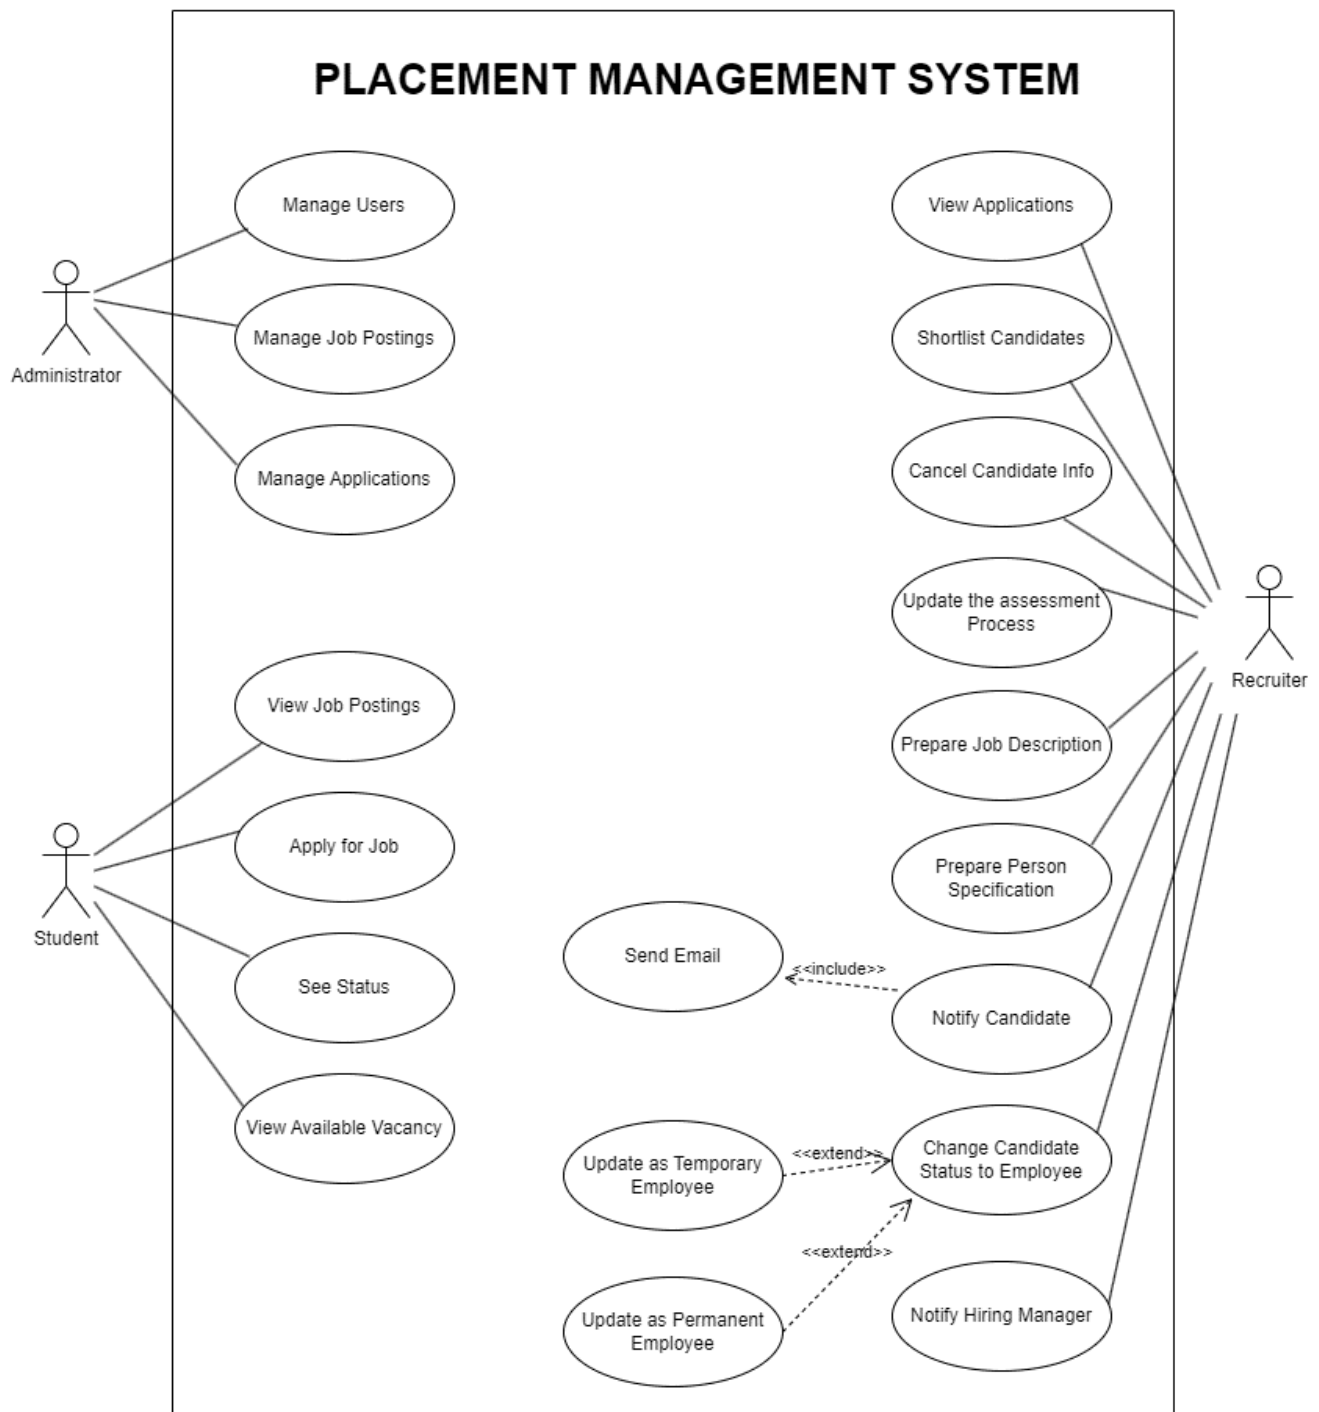 PLACEMENT MANAGEMENT SYSTEM
Manage Users
Manage Job Postings
Administrator
Manage Applications
View Job Postings
Apply for Job
Student
See Status
View Available Vacancy
View Applications
Shortlist Candidates
Cancel Candidate Info
Update the assessment
Process
Recruiter
Prepare Job Description
Prepare Person
Specification
Send Email
<<include>>
Notify Candidate
Update as Temporary
Employee
<<extend>>
Change Candidate
Status to Employee
<<extend>>
Update as Permanent
Employee
Notify Hiring Manager